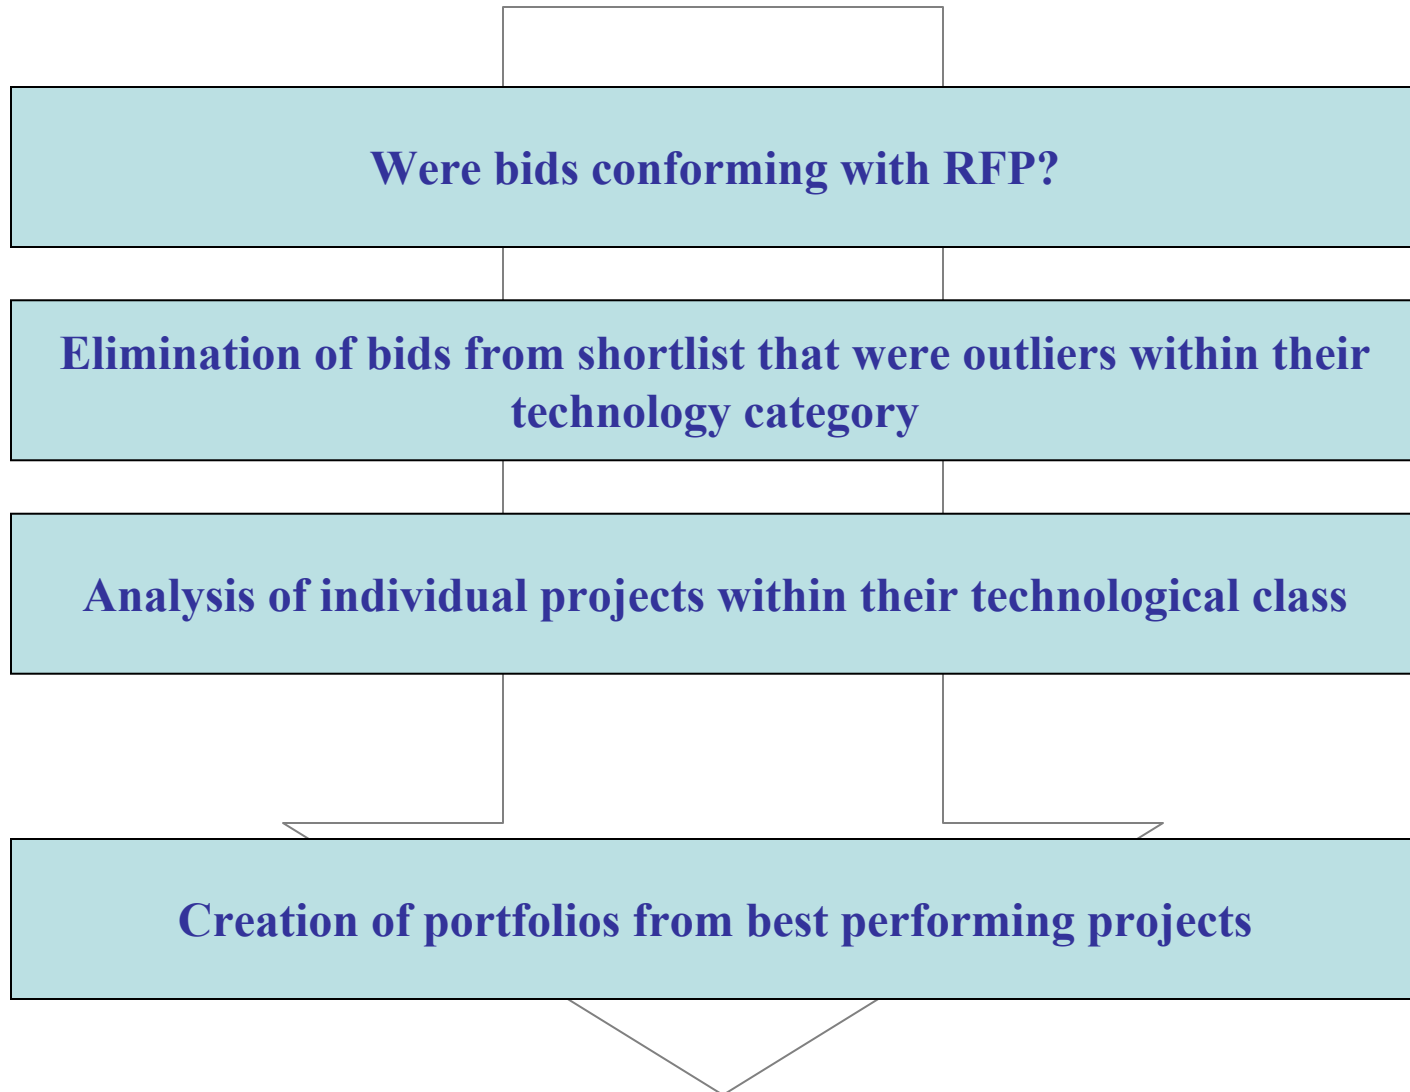 Were bids conforming with RFP?
Elimination of bids from shortlist that were outliers within their
technology category
Analysis of individual projects within their technological class
Creation of portfolios from best performing projects